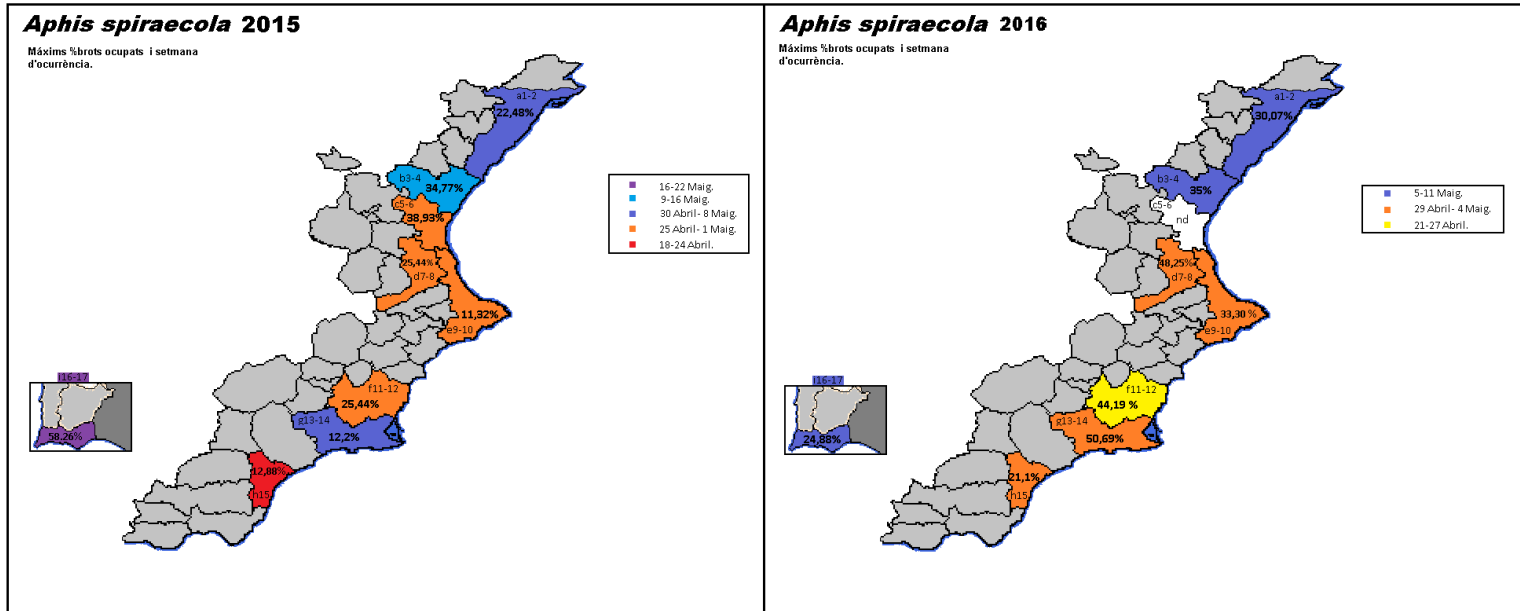 Aphis spiraecola 2015
Máxims %brots ocupats i setmana
d'ocurrència.
a1-2
22,48%
b3-4
34,77%
c5-6
38,93%
25,44%
d7-8
11,32%
e9-10
f11-12
25,44%
g13-14
12,2%
12,88%
h15
I16-17
58.26%
16-22 Maig.
9-16 Maig.
30 Abril- 8 Maig.
25 Abril- 1 Maig.
18-24 Abril.
Aphis spiraecola 2016
Máxims %brots ocupats i setmana
d'ocurrència.
a1-2
30,07%
b3-4
35%
c5-6
nd
48,25%
d7-8
33,30 %
e9-10
f11-12
44,19 %
g13-14
50,69%
21,1%
h15
I16-17
24,88%
5-11 Maig.
29 Abril- 4 Maig.
21-27 Abril.